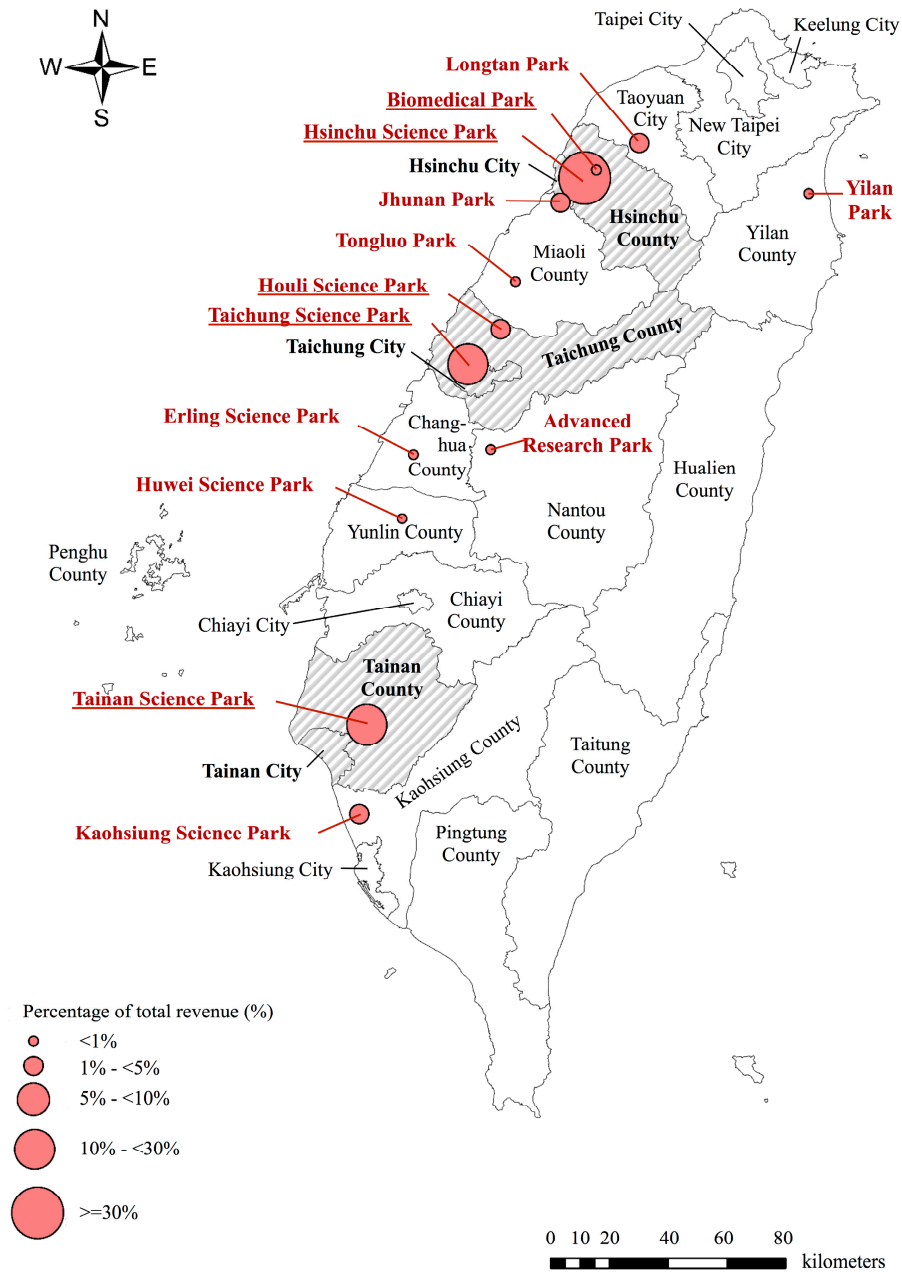 N
W
E
S
Taipei City
Keelung City
Longtan Park
Taoyuan
City
Biomedical Park
New Taipei
City
Hsinchu Science Park
Hsinchu City
Jhunan Park
Hsinchu
County
Yilan
Park
Yilan
County
Tongluo Park
Miaoli
County
Houli Science Park
Taichung Science Park
Taichung City
Taichung County
Erling Science Park
Chang-
hua
County
Advanced
Research Park
Hualien
County
Huwei Science Park
Yunlin County
Nantou
County
Penghu
County
Chiayi City
Chiayi
County
Tainan
County
Tainan Science Park
Tainan City
Kaohsiung County
Taitung
County
Kaohsiung Science Park
Pingtung
County
Kaohsiung City
Percentage of total revenue (%)
<1%
1% - <5%
5% - <10%
10% - <30%
>=30%
0 10 20 40 60 80
kilometers